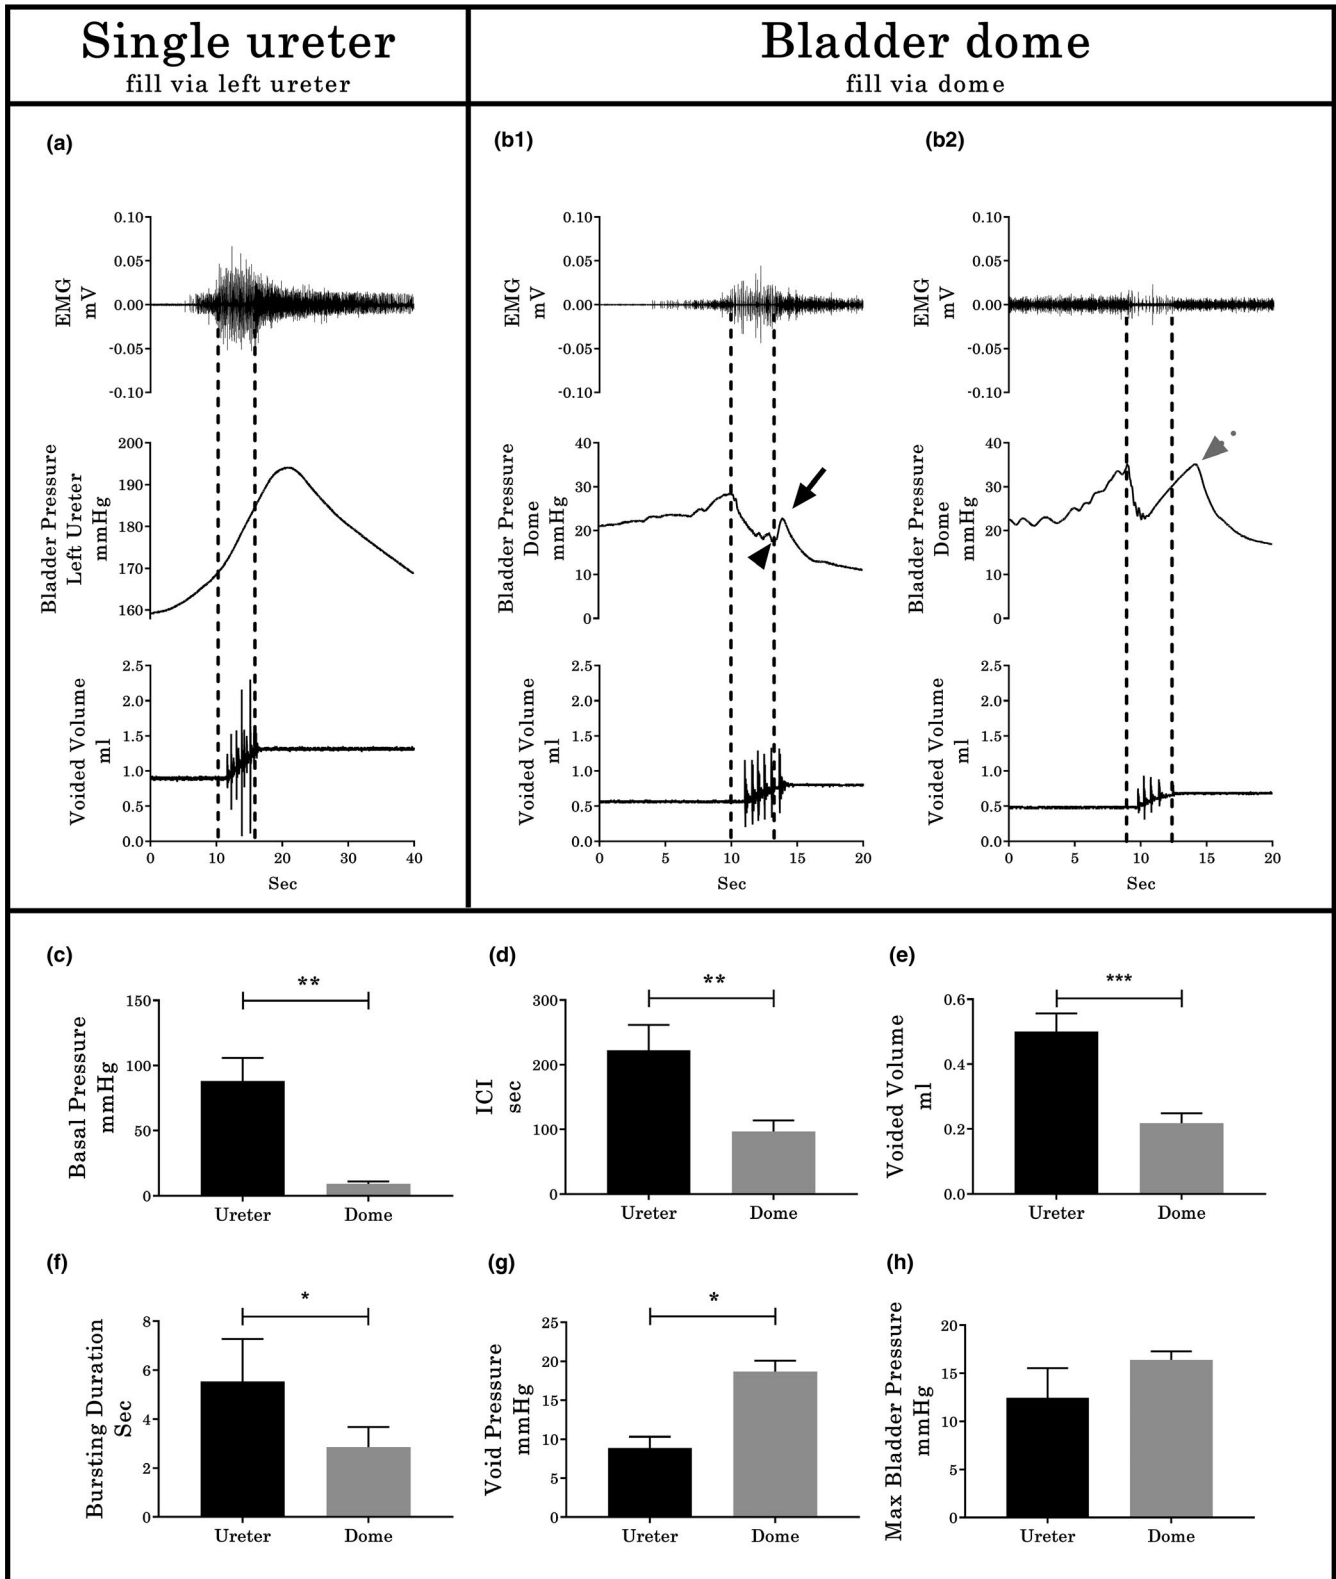 Single ureter
fill via left ureter
Bladder dome
fill via dome
(a)
(b1)
(b2)
EMG
mV
0.10
0.05
0.00
-0.05
-0.10
EMG
mV
0.10
0.05
0.00
-0.05
-0.10
EMG
mV
0.10
0.05
0.00
-0.05
-0.10
Bladder Pressure
Left Ureter
mmHg
200
190
180
170
160
Bladder Pressure
Dome
mmHg
40
30
20
10
0
Bladder Pressure
Dome
mmHg
40
30
20
10
0
Voided Volume
ml
2.5
2.0
1.5
1.0
0.5
0.0
0 10 20 30 40
Sec
Voided Volume
ml
2.5
2.0
1.5
1.0
0.5
0.0
0 5 10 15 20
Sec
Voided Volume
ml
2.5
2.0
1.5
1.0
0.5
0.0
0 5 10 15 20
Sec
(c)
**
Basal Pressure
mmHg
150
100
50
0
Ureter Dome
(d)
**
ICI
sec
300
200
100
0
Ureter Dome
(e)
***
Voided Volume
ml
0.6
0.4
0.2
0.0
Ureter Dome
(f)
*
Bursting Duration
Sec
8
6
4
2
0
Ureter Dome
(g)
*
Void Pressure
mmHg
25
20
15
10
5
0
Ureter Dome
(h)
Max Bladder Pressure
mmHg
20
15
10
5
0
Ureter Dome